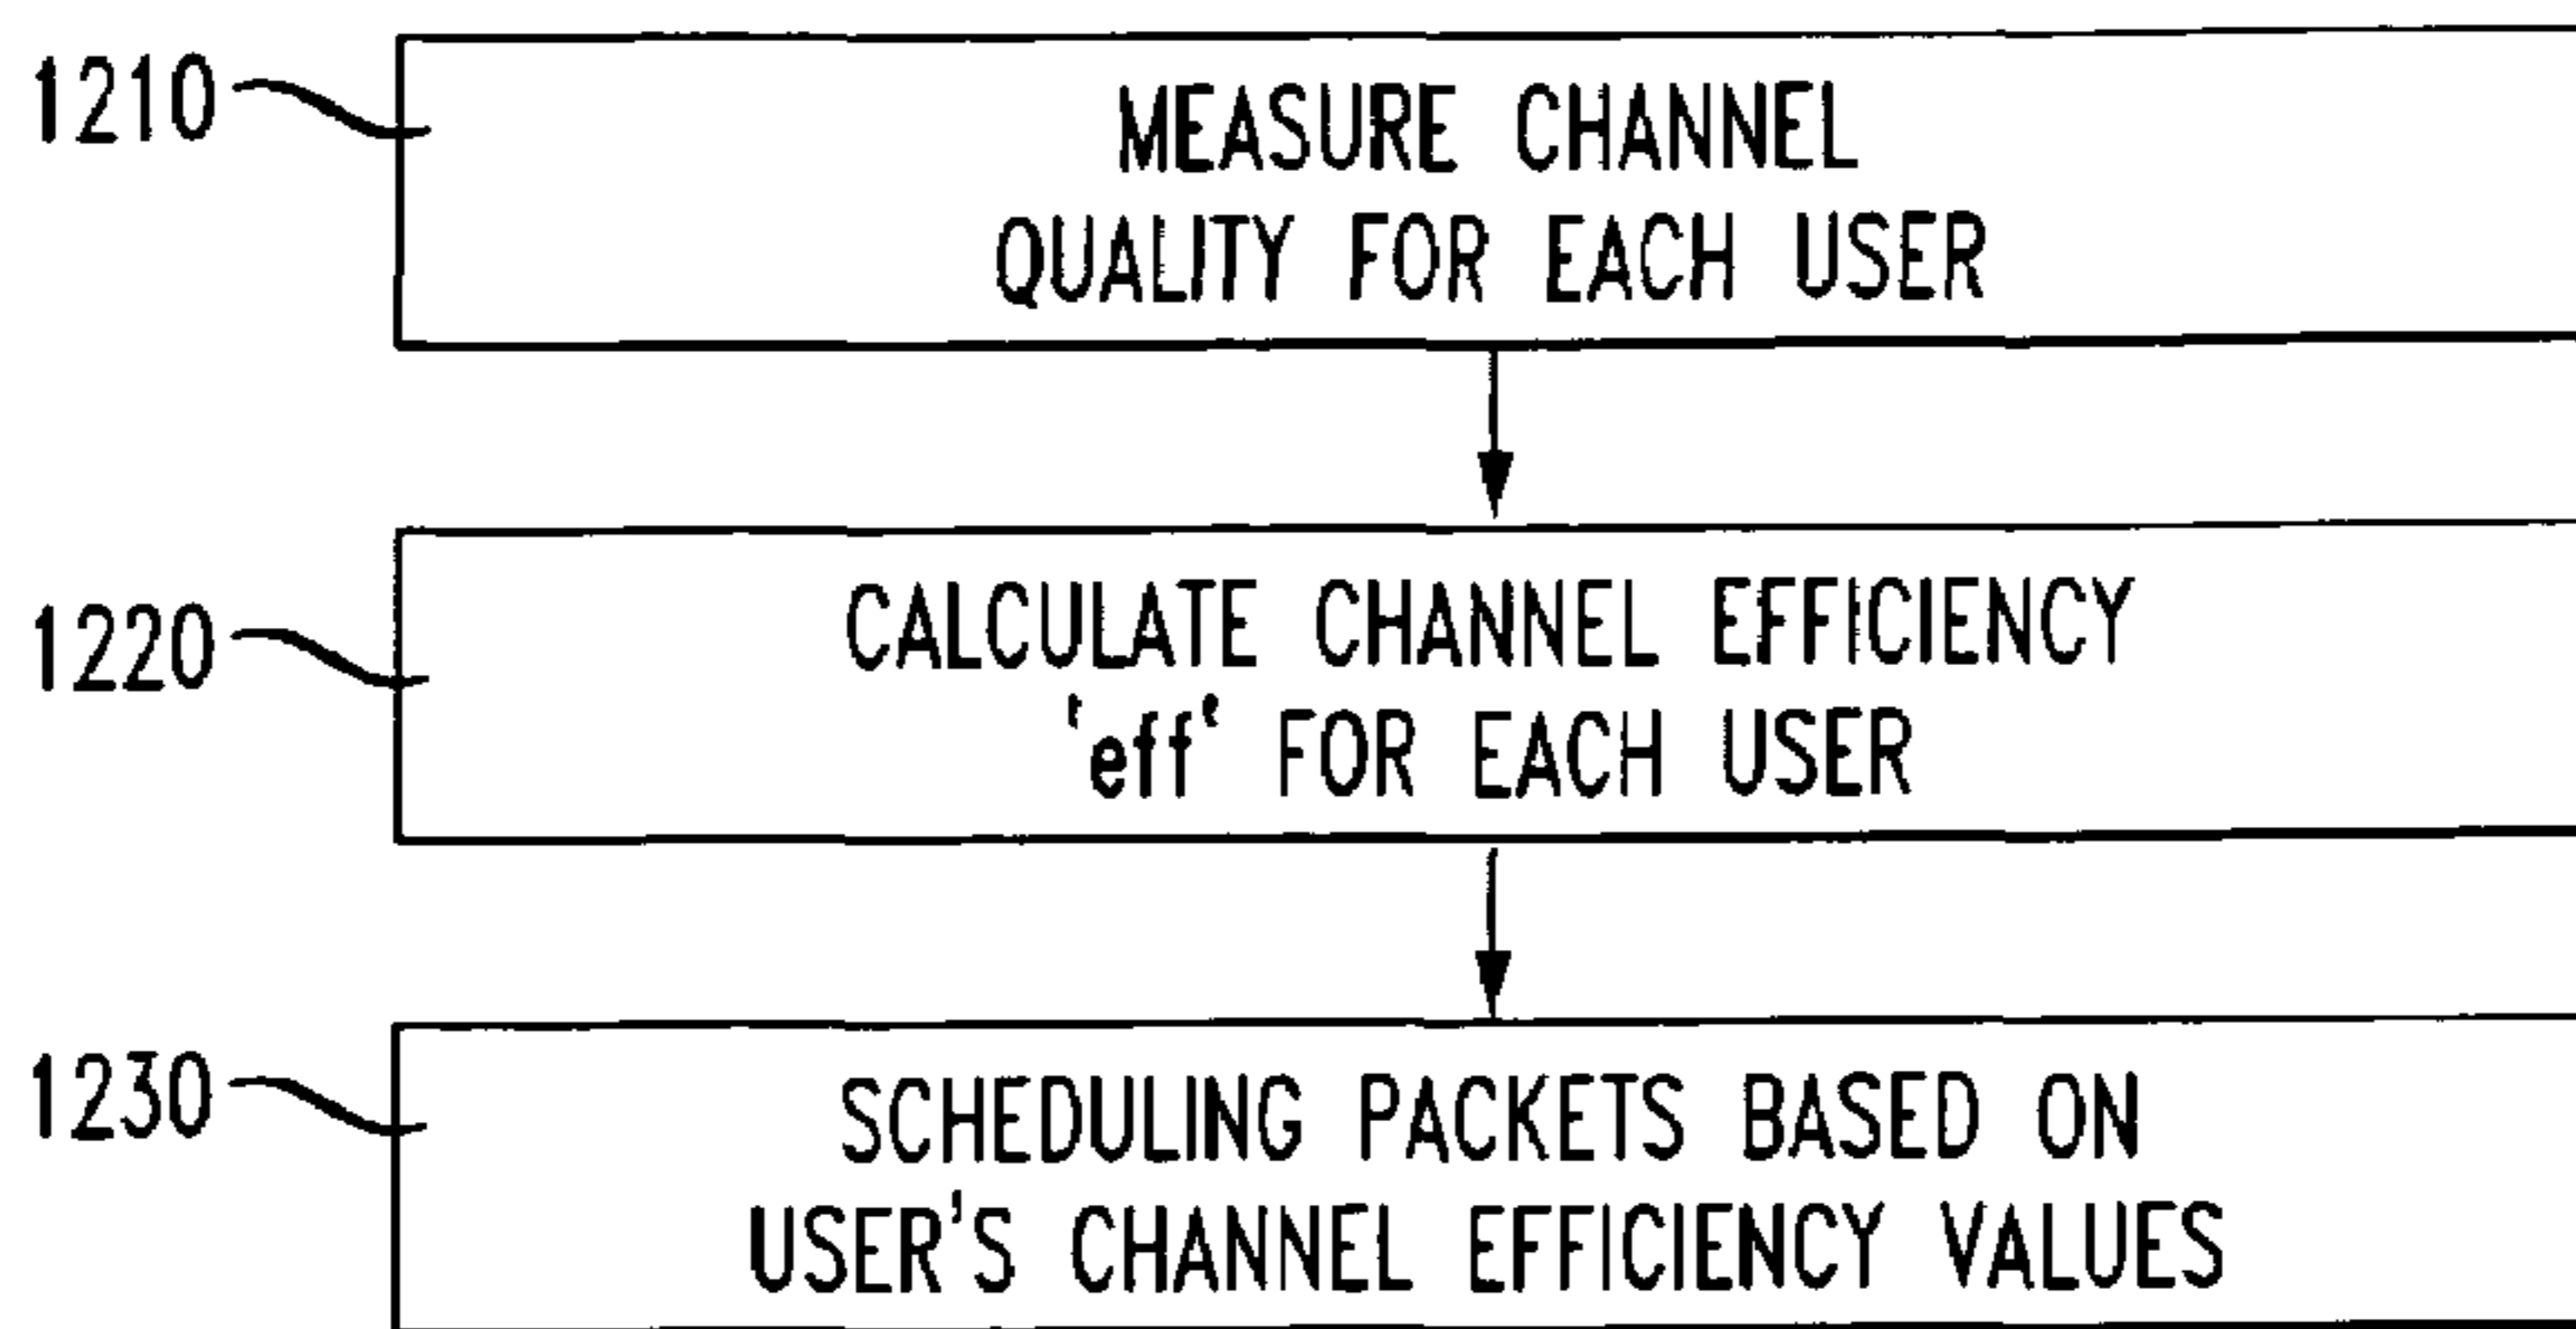 1210
MEASURE CHANNEL
QUALITY FOR EACH USER
1220
CALCULATE CHANNEL EFFICIENCY
'eff' FOR EACH USER
1230
SCHEDULING PACKETS BASED ON
USER'S CHANNEL EFFICIENCY VALUES